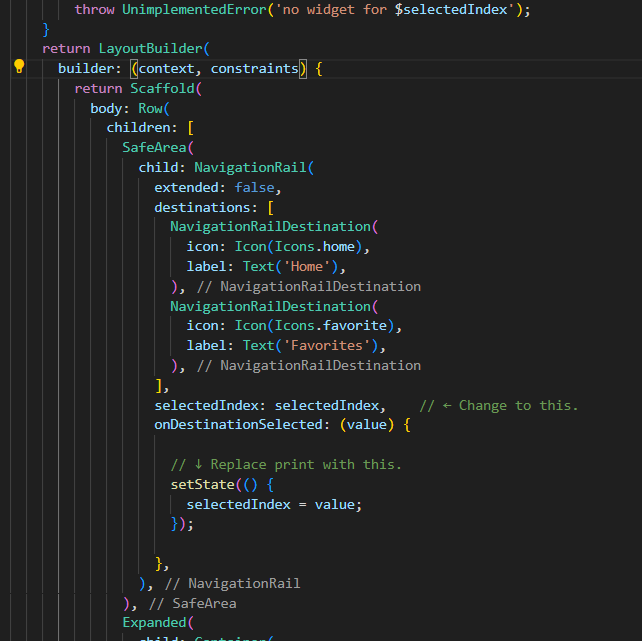 throw UnimplementedError('no widget for $selectedIndex');
}
return LayoutBuilder(
builder: (context, constraints) {
return Scaffold(
body: Row(
children: [
SafeArea(
child: NavigationRail(
extended: false,
destinations: [
NavigationRailDestination(
icon: Icon(Icons.home),
label: Text('Home'),
), // NavigationRailDestination
NavigationRailDestination(
icon: Icon(Icons.favorite),
label: Text('Favorites'),
), // NavigationRailDestination
],
selectedIndex: selectedIndex,    // ← Change to this.
onDestinationSelected: (value) {
// ↓ Replace print with this.
setState(() {
selectedIndex = value;
});
},
), // NavigationRail
), // SafeArea
Expanded(
child: Container(